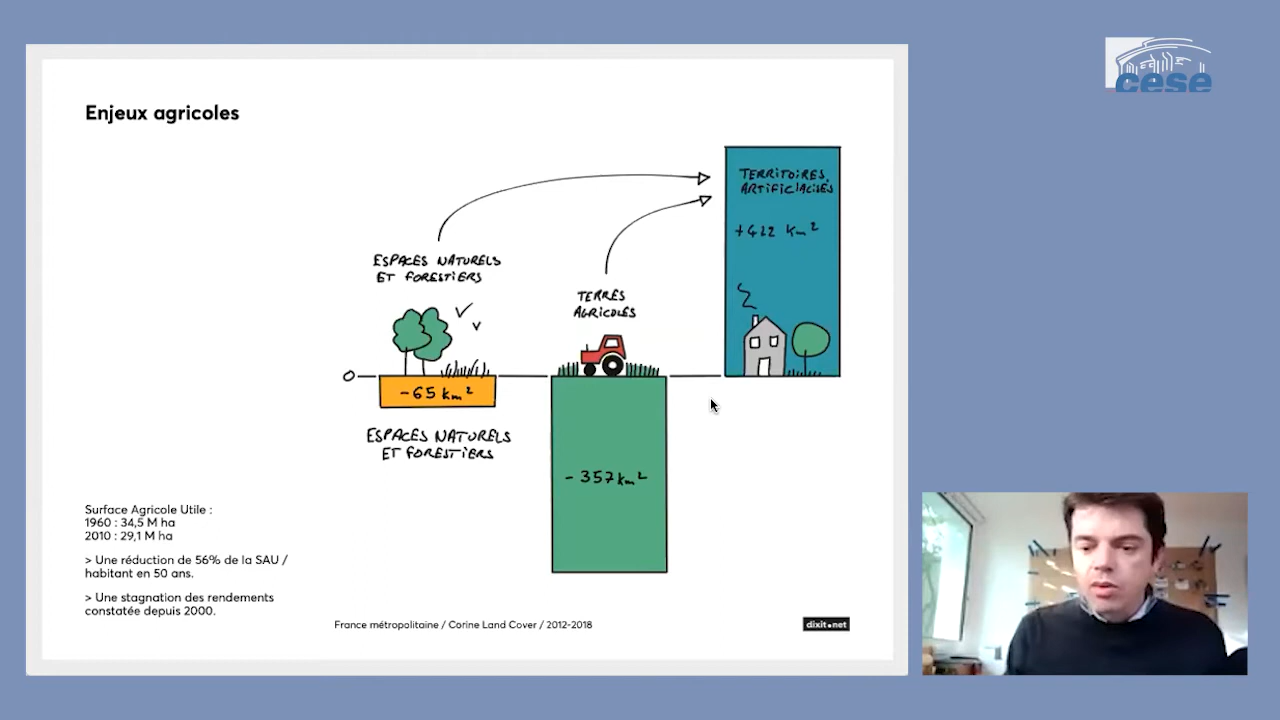 cese
Enjeux agricoles
TERRITOIRES
ARTIFICIALISÉS
+422 km²
ESPACES NATURELS
ET FORESTIERS
TERRES
AGRICOLES
0
-65 km²
ESPACES NATURELS
ET FORESTIERS
- 357 km²
Surface Agricole Utile :
1960 : 34,5 M ha
2010 : 29,1 M ha
> Une réduction de 56% de la SAU /
habitant en 50 ans.
> Une stagnation des rendements
constatée depuis 2000.
France métropolitaine / Corine Land Cover / 2012-2018
dixit.net